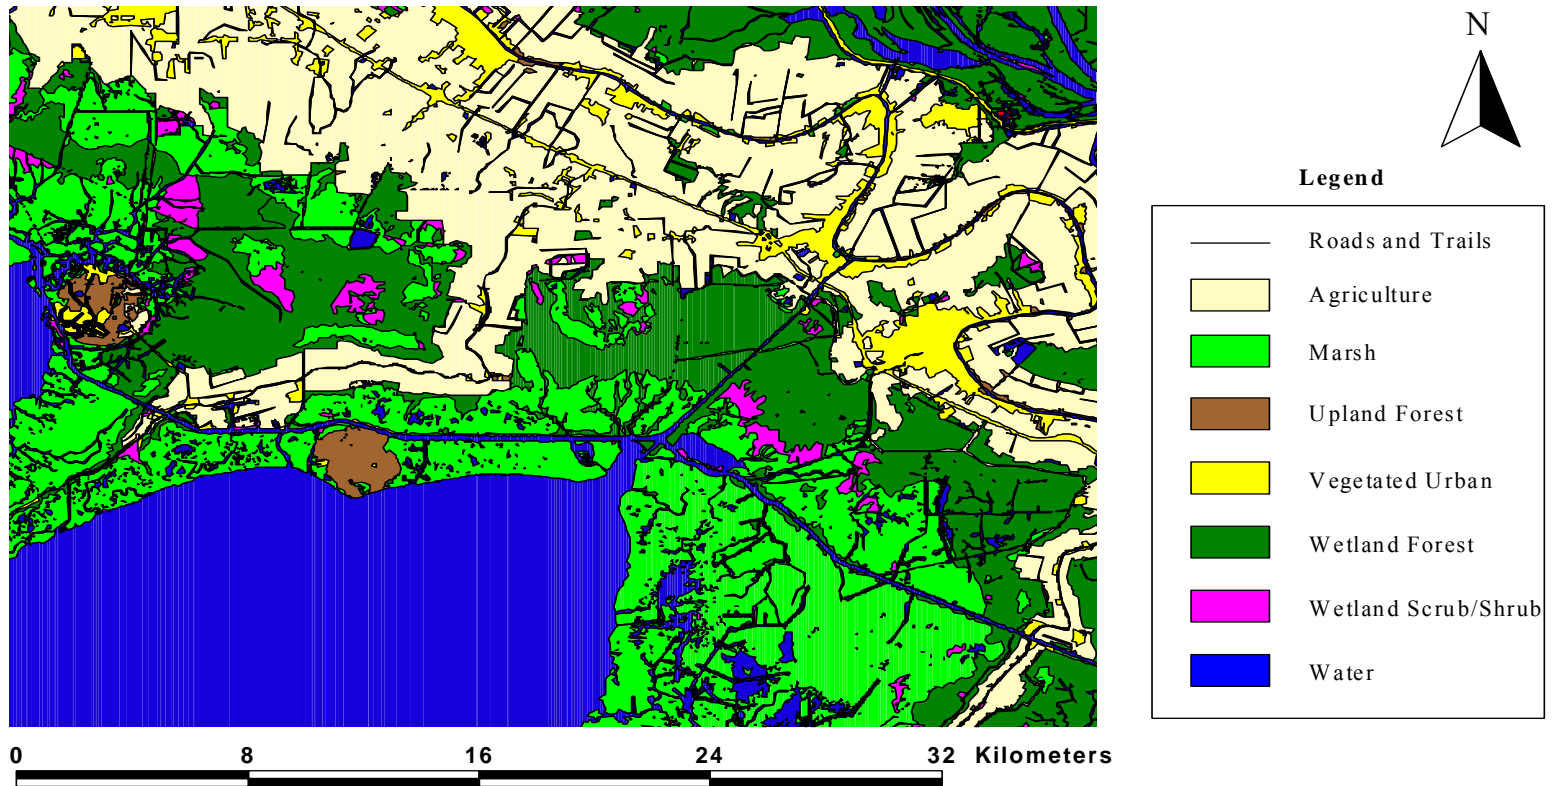 N
Legend
Roads and Trails
Agriculture
Marsh
Upland Forest
Vegetated Urban
Wetland Forest
Wetland Scrub/Shrub
Water
0 8 16 24 32 Kilometers